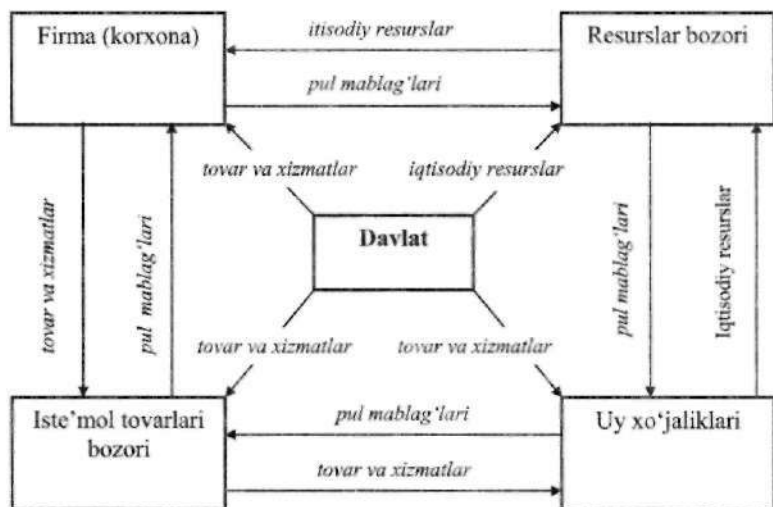 Firma (korxona)
itisodiy resurslar
Resurslar bozori
pul mablag‘lari
tovar va xizmatlar
iqtisodiy resurslar
Davlat
tovar va xizmatlar
pul mablag‘lari
pul mablag‘lari
Iqtisodiy resurslar
tovar va xizmatlar
tovar va xizmatlar
Iste’mol tovarlari
bozori
pul mablag‘lari
Uy xo‘jaliklari
tovar va xizmatlar